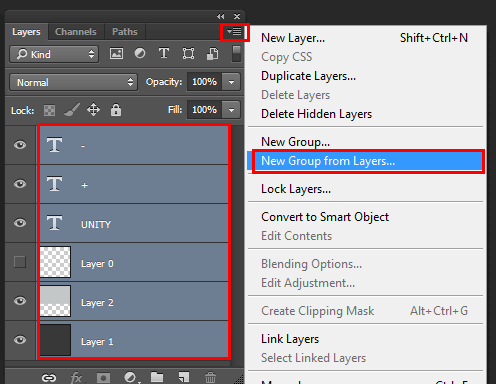 Layers Channels Paths
Kind
Normal Opacity: 100%
Lock: Fill: 100%
T -
T +
T UNITY
Layer 0
Layer 2
Layer 1
fx
New Layer... Shift+Ctrl+N
Copy CSS
Duplicate Layers...
Delete Layers
Delete Hidden Layers
New Group...
New Group from Layers...
Lock Layers...
Convert to Smart Object
Edit Contents
Blending Options...
Edit Adjustment...
Create Clipping Mask Alt+Ctrl+G
Link Layers
Select Linked Layers